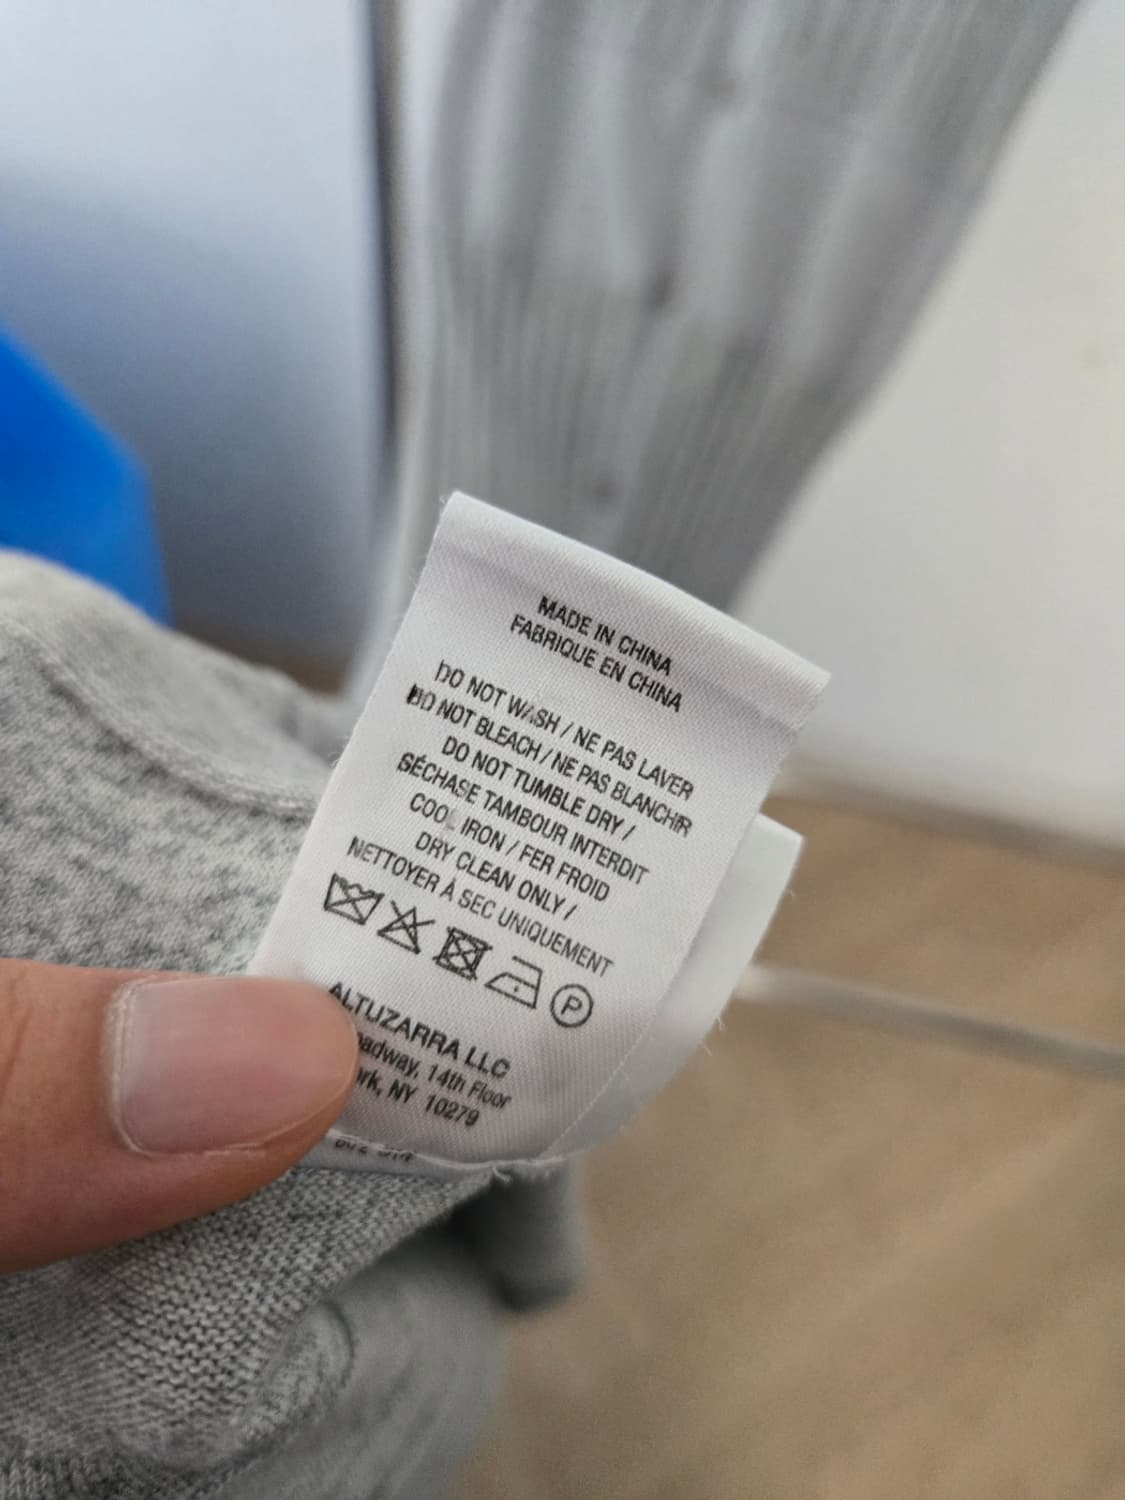 MADE IN CHINA
FABRIQUE EN CHINA
DO NOT WASH / NE PAS LAVER
DO NOT BLEACH / NE PAS BLANCHIR
DO NOT TUMBLE DRY /
SÉCHASE TAMBOUR INTERDIT
COOL IRON / FER FROID
DRY CLEAN ONLY /
NETTOYER À SEC UNIQUEMENT
P
ALTUZARRA LLC
14th Floor
NY 10279